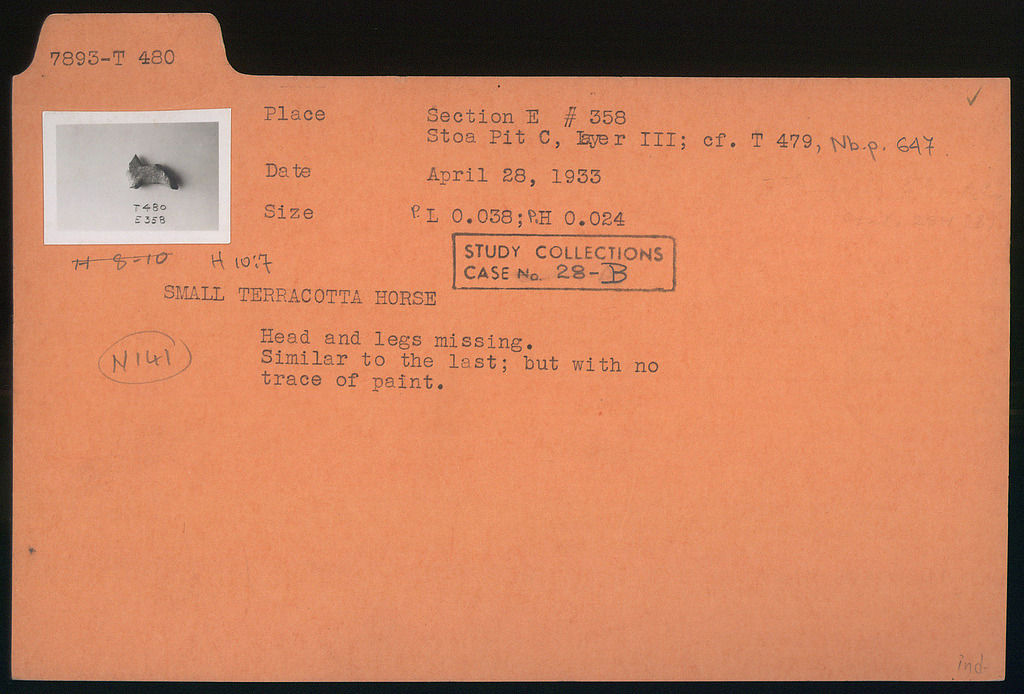 7893-T 480
Place Section E # 358
Stoa Pit C, Layer III; cf. T 479, Nb.p. 647
Date April 28, 1933
Size P.L 0.038; P.H 0.024
T480
E358
H 8-10 H 10:7
STUDY COLLECTIONS
CASE No. 28-B
SMALL TERRACOTTA HORSE
N141
Head and legs missing.
Similar to the last; but with no
trace of paint.
ind.